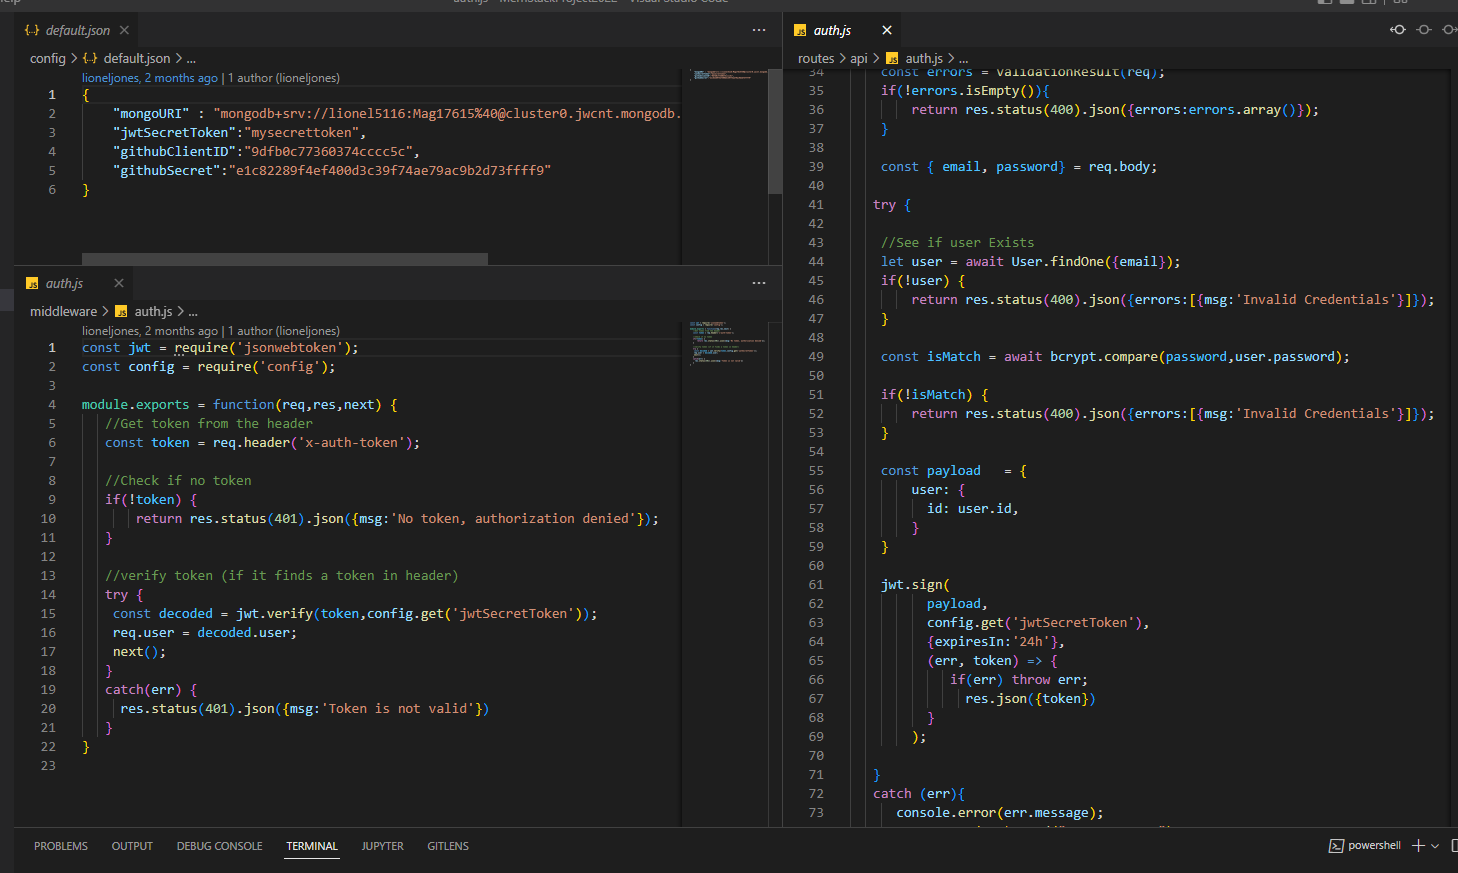 help
default.json
config > {..} default.json > ...
lioneljones, 2 months ago | 1 author (lioneljones)
1 {
2 "mongoURI" : "mongodb+srv://lionel5116:Mag17615%40@cluster0.jwcnt.mongodb.
3 "jwtSecretToken":"mysecrettoken",
4 "githubClientID":"9dfb0c77360374cccc5c",
5 "githubSecret":"e1c82289f4ef400d3c39f74ae79ac9b2d73ffff9"
6 }
auth.js
middleware > JS auth.js > ...
lioneljones, 2 months ago | 1 author (lioneljones)
1 const jwt = require('jsonwebtoken');
2 const config = require('config');
3
4 module.exports = function(req,res,next) {
5 //Get token from the header
6 const token = req.header('x-auth-token');
7
8 //Check if no token
9 if(!token) {
10 return res.status(401).json({msg:'No token, authorization denied'});
11 }
12
13 //verify token (if it finds a token in header)
14 try {
15 const decoded = jwt.verify(token,config.get('jwtSecretToken'));
16 req.user = decoded.user;
17 next();
18 }
19 catch(err) {
20 res.status(401).json({msg:'Token is not valid'})
21 }
22 }
23
JS auth.js
routes > api > JS auth.js > ...
34 const errors = validationResult(req);
35 if(!errors.isEmpty()){
36 return res.status(400).json({errors:errors.array()});
37 }
38
39 const { email, password} = req.body;
40
41 try {
42
43 //See if user Exists
44 let user = await User.findOne({email});
45 if(!user) {
46 return res.status(400).json({errors:[{msg:'Invalid Credentials'}]});
47 }
48
49 const isMatch = await bcrypt.compare(password,user.password);
50
51 if(!isMatch) {
52 return res.status(400).json({errors:[{msg:'Invalid Credentials'}]});
53 }
54
55 const payload = {
56 user: {
57 id: user.id,
58 }
59 }
60
61 jwt.sign(
62 payload,
63 config.get('jwtSecretToken'),
64 {expiresIn:'24h'},
65 (err, token) => {
66 if(err) throw err;
67 res.json({token})
68 }
69 );
70
71 }
72 catch (err){
73 console.error(err.message);
PROBLEMS OUTPUT DEBUG CONSOLE TERMINAL JUPYTER GITLENS
powershell